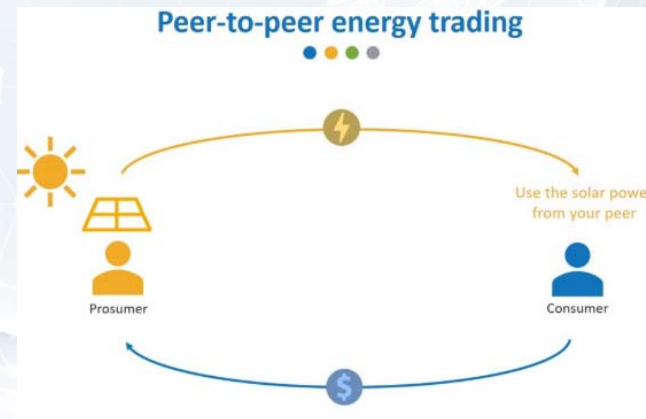 Peer-to-peer energy trading
Use the solar powe
from your peer
Prosumer
Consumer
$